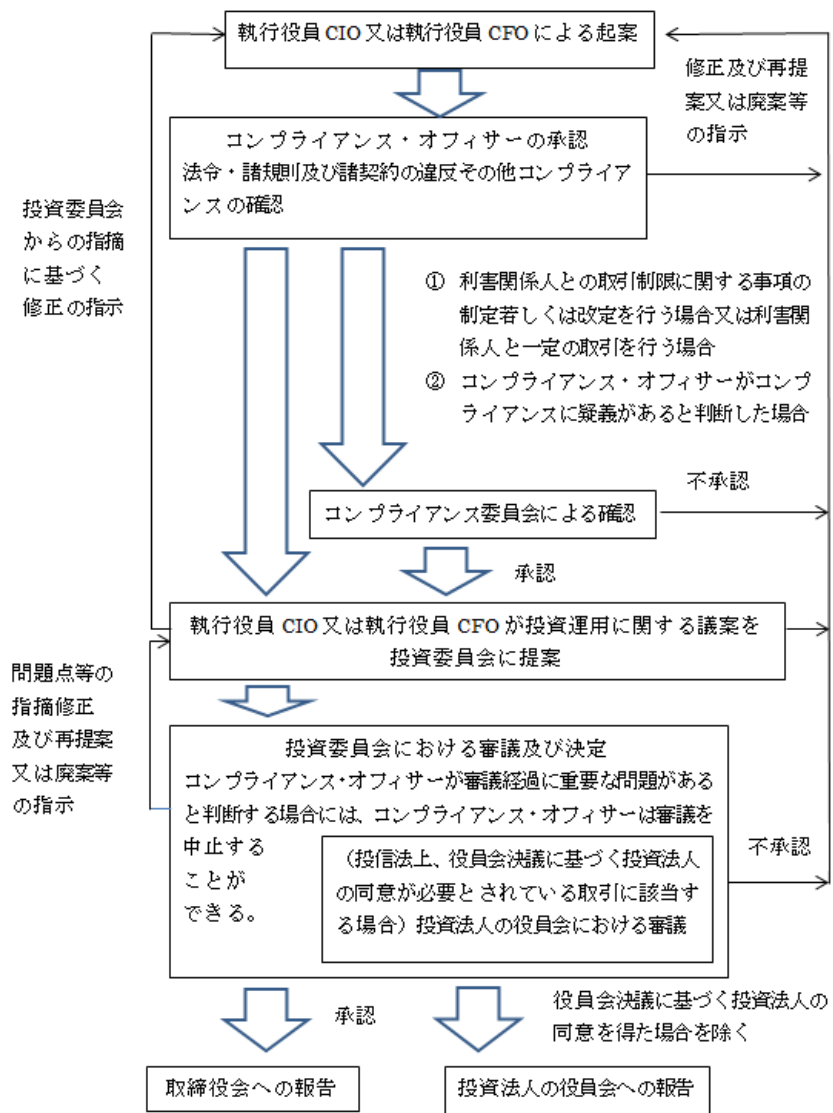 執行役員 CIO 又は執行役員 CFO による起案
修正及び再提
案又は廃案等
の指示
コンプライアンス・オフィサーの承認
法令・諸規則及び諸契約の違反その他コンプライア
ンスの確認
投資委員会
からの指摘
に基づく
修正の指示
① 利害関係人との取引制限に関する事項の
制定若しくは改定を行う場合又は利害関
係人と一定の取引を行う場合
② コンプライアンス・オフィサーがコンプ
ライアンスに疑義があると判断した場合
不承認
コンプライアンス委員会による確認
承認
執行役員 CIO 又は執行役員 CFO が投資運用に関する議案を
投資委員会に提案
問題点等の
指摘修正
及び再提案
又は廃案等
の指示
投資委員会における審議及び決定
コンプライアンス・オフィサーが審議経過に重要な問題がある
と判断する場合には、コンプライアンス・オフィサーは審議を
中止する
ことが
できる。
（投信法上、役員会決議に基づく投資法人
の同意が必要とされている取引に該当す
る場合）投資法人の役員会における審議
不承認
承認
役員会決議に基づく投資法人の
同意を得た場合を除く
取締役会への報告
投資法人の役員会への報告